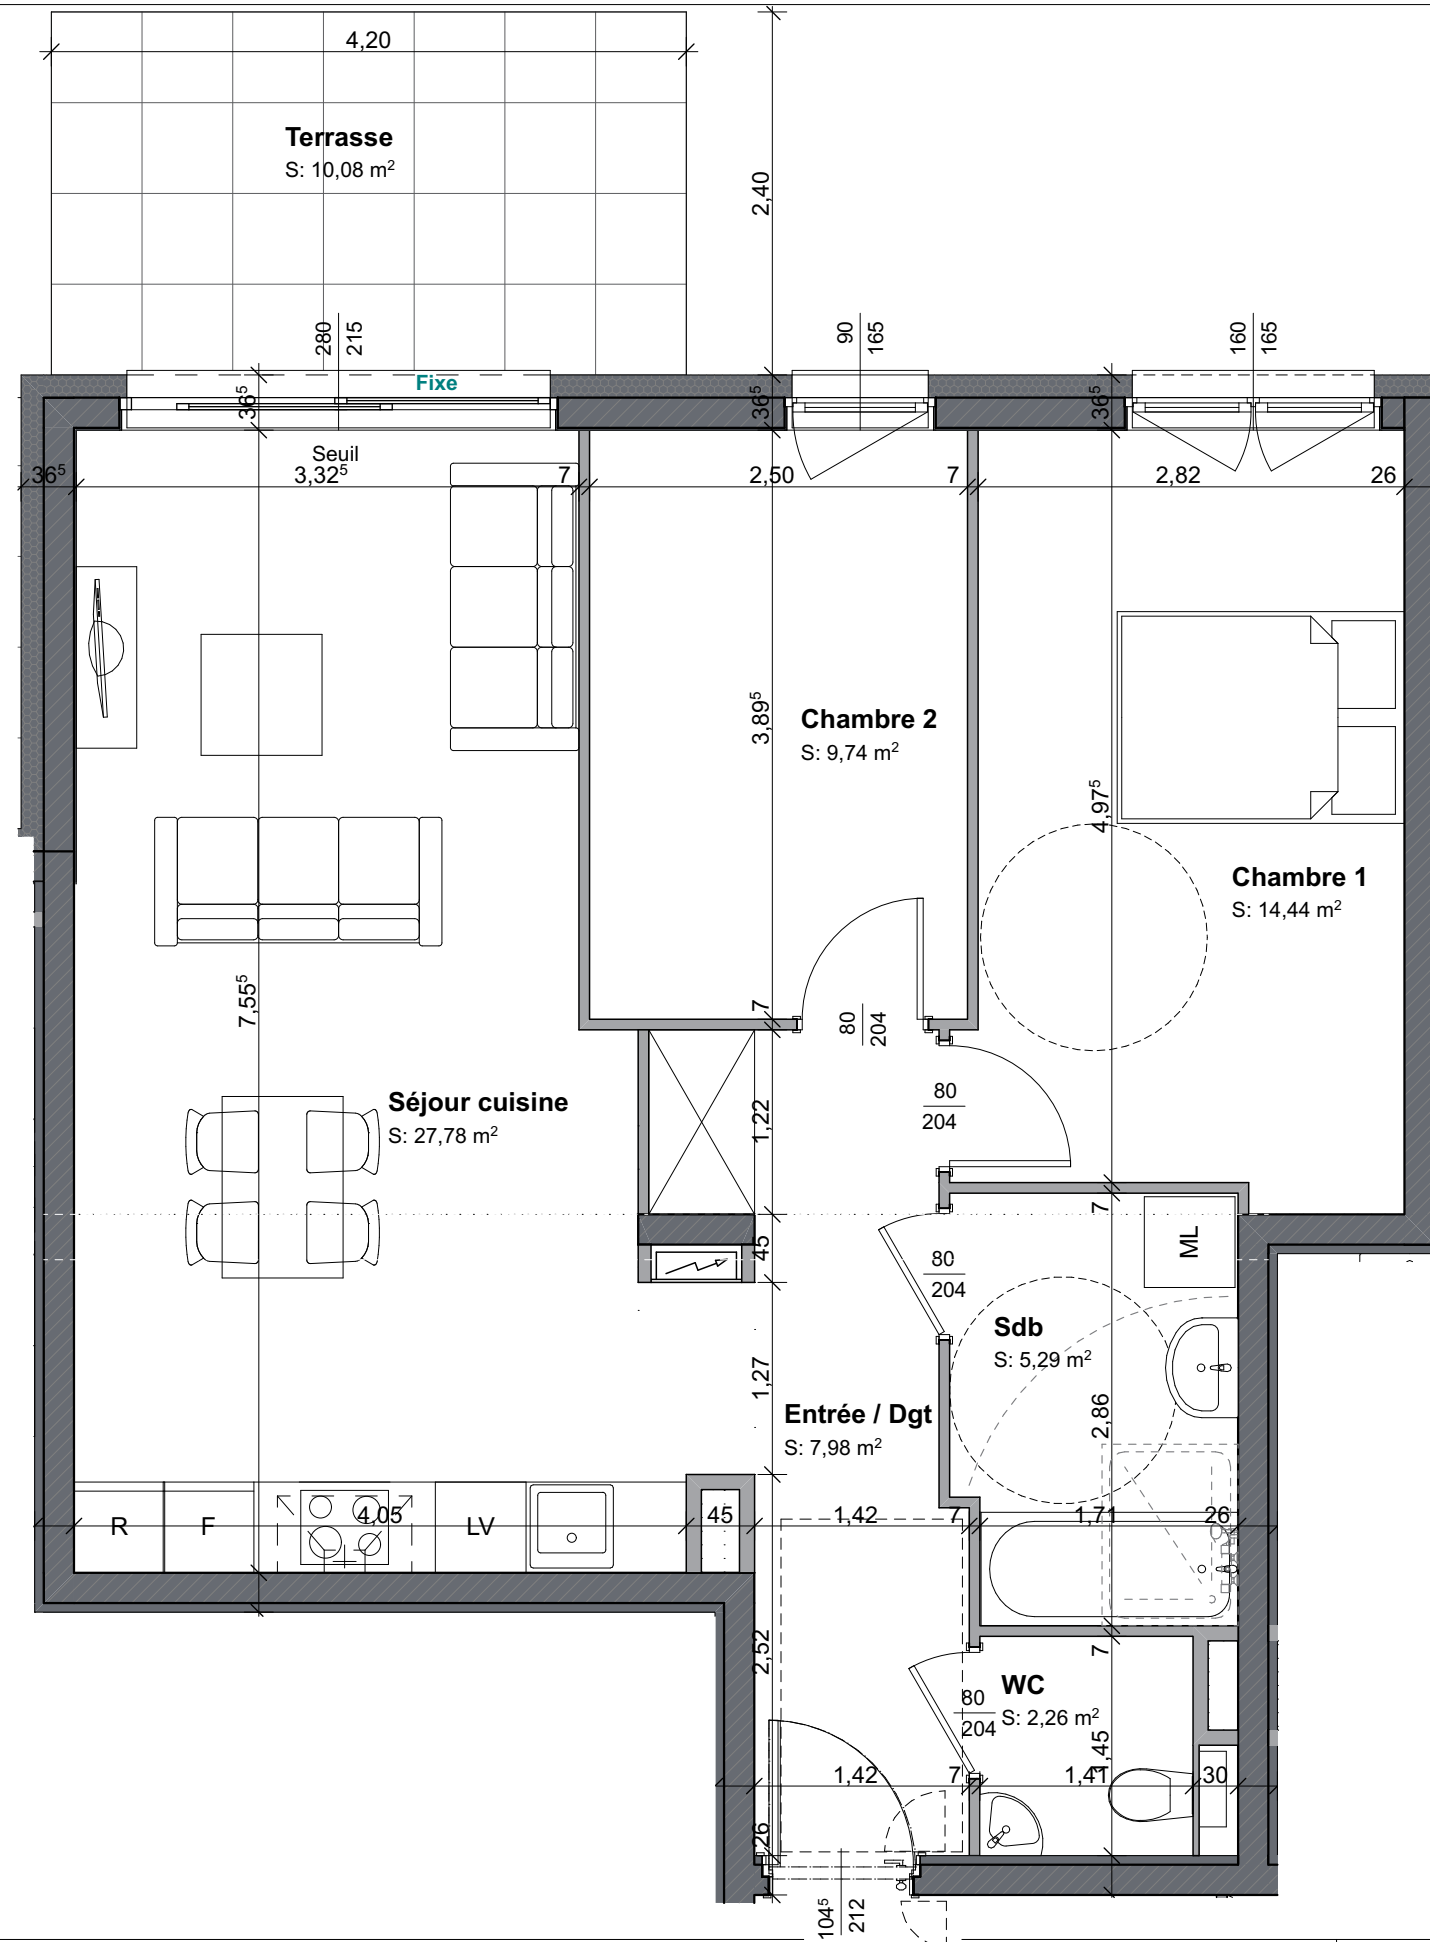 4,20
Terrasse
S: 10,08 m²
2,40
280
215
90
165
160
165
Fixe
36⁵
36⁵
36⁵
Seuil
36⁵
3,32⁵
7
2,50
7
2,82
26
3,89⁵
Chambre 2
S: 9,74 m²
4,97⁵
Chambre 1
S: 14,44 m²
7,55⁵
7
80
204
Séjour cuisine
S: 27,78 m²
1,22
80
204
7
ML
45
80
204
Sdb
S: 5,29 m²
1,27
Entrée / Dgt
S: 7,98 m²
2,86
R
F
4,05
LV
45
1,42
7
1,71
26
2,52
7
WC
S: 2,26 m²
80
204
1,45
1,42
7
1,41
30
26
104⁵
212